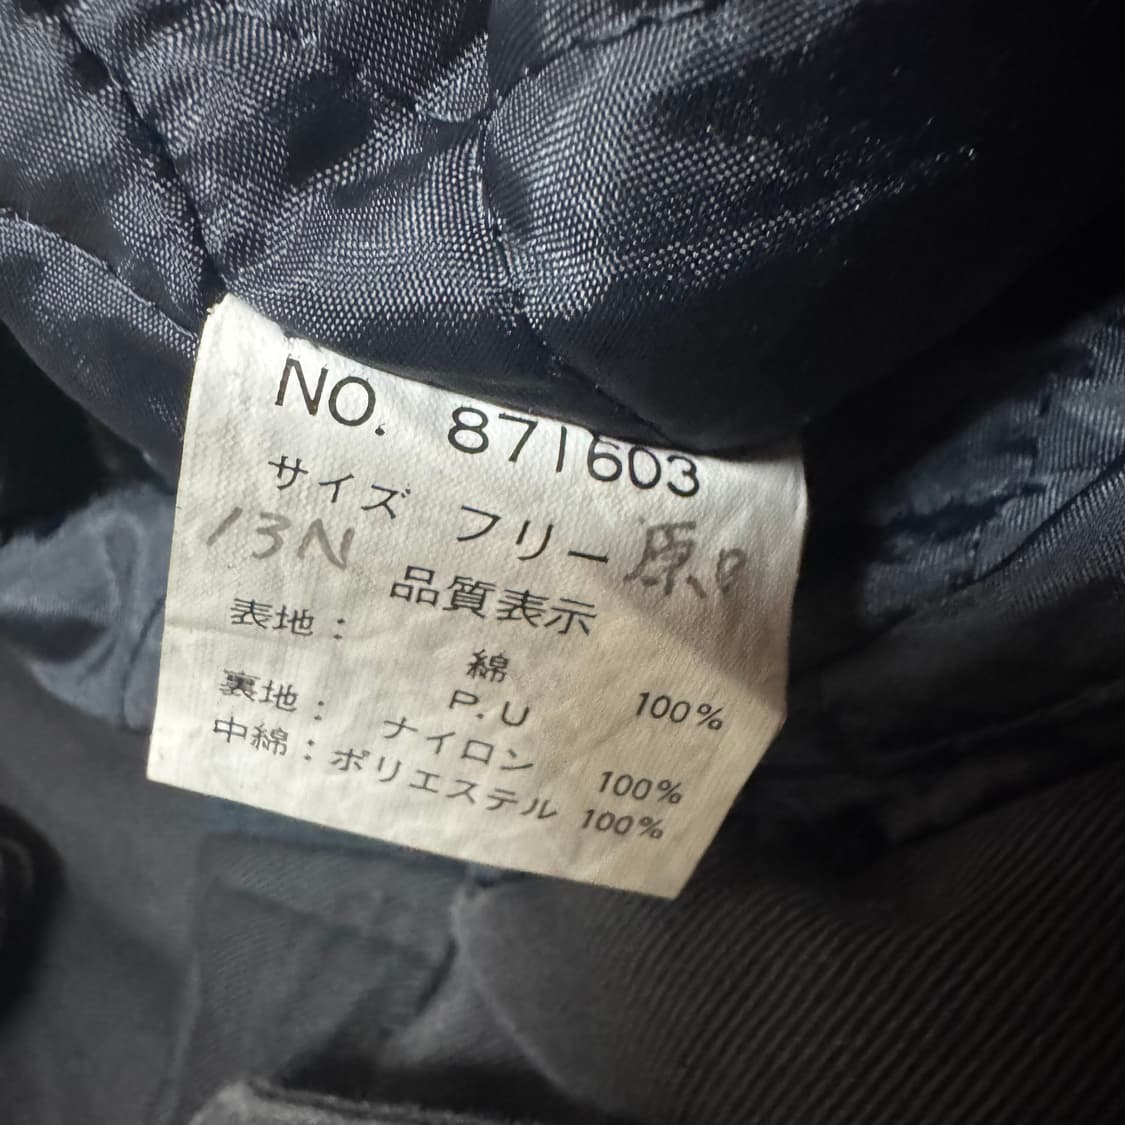 NO. 871603
サイズ フリー
13N 原口
品質表示
表地：
綿 100%
P.U
裏地： ナイロン 100%
中綿：ポリエステル 100%